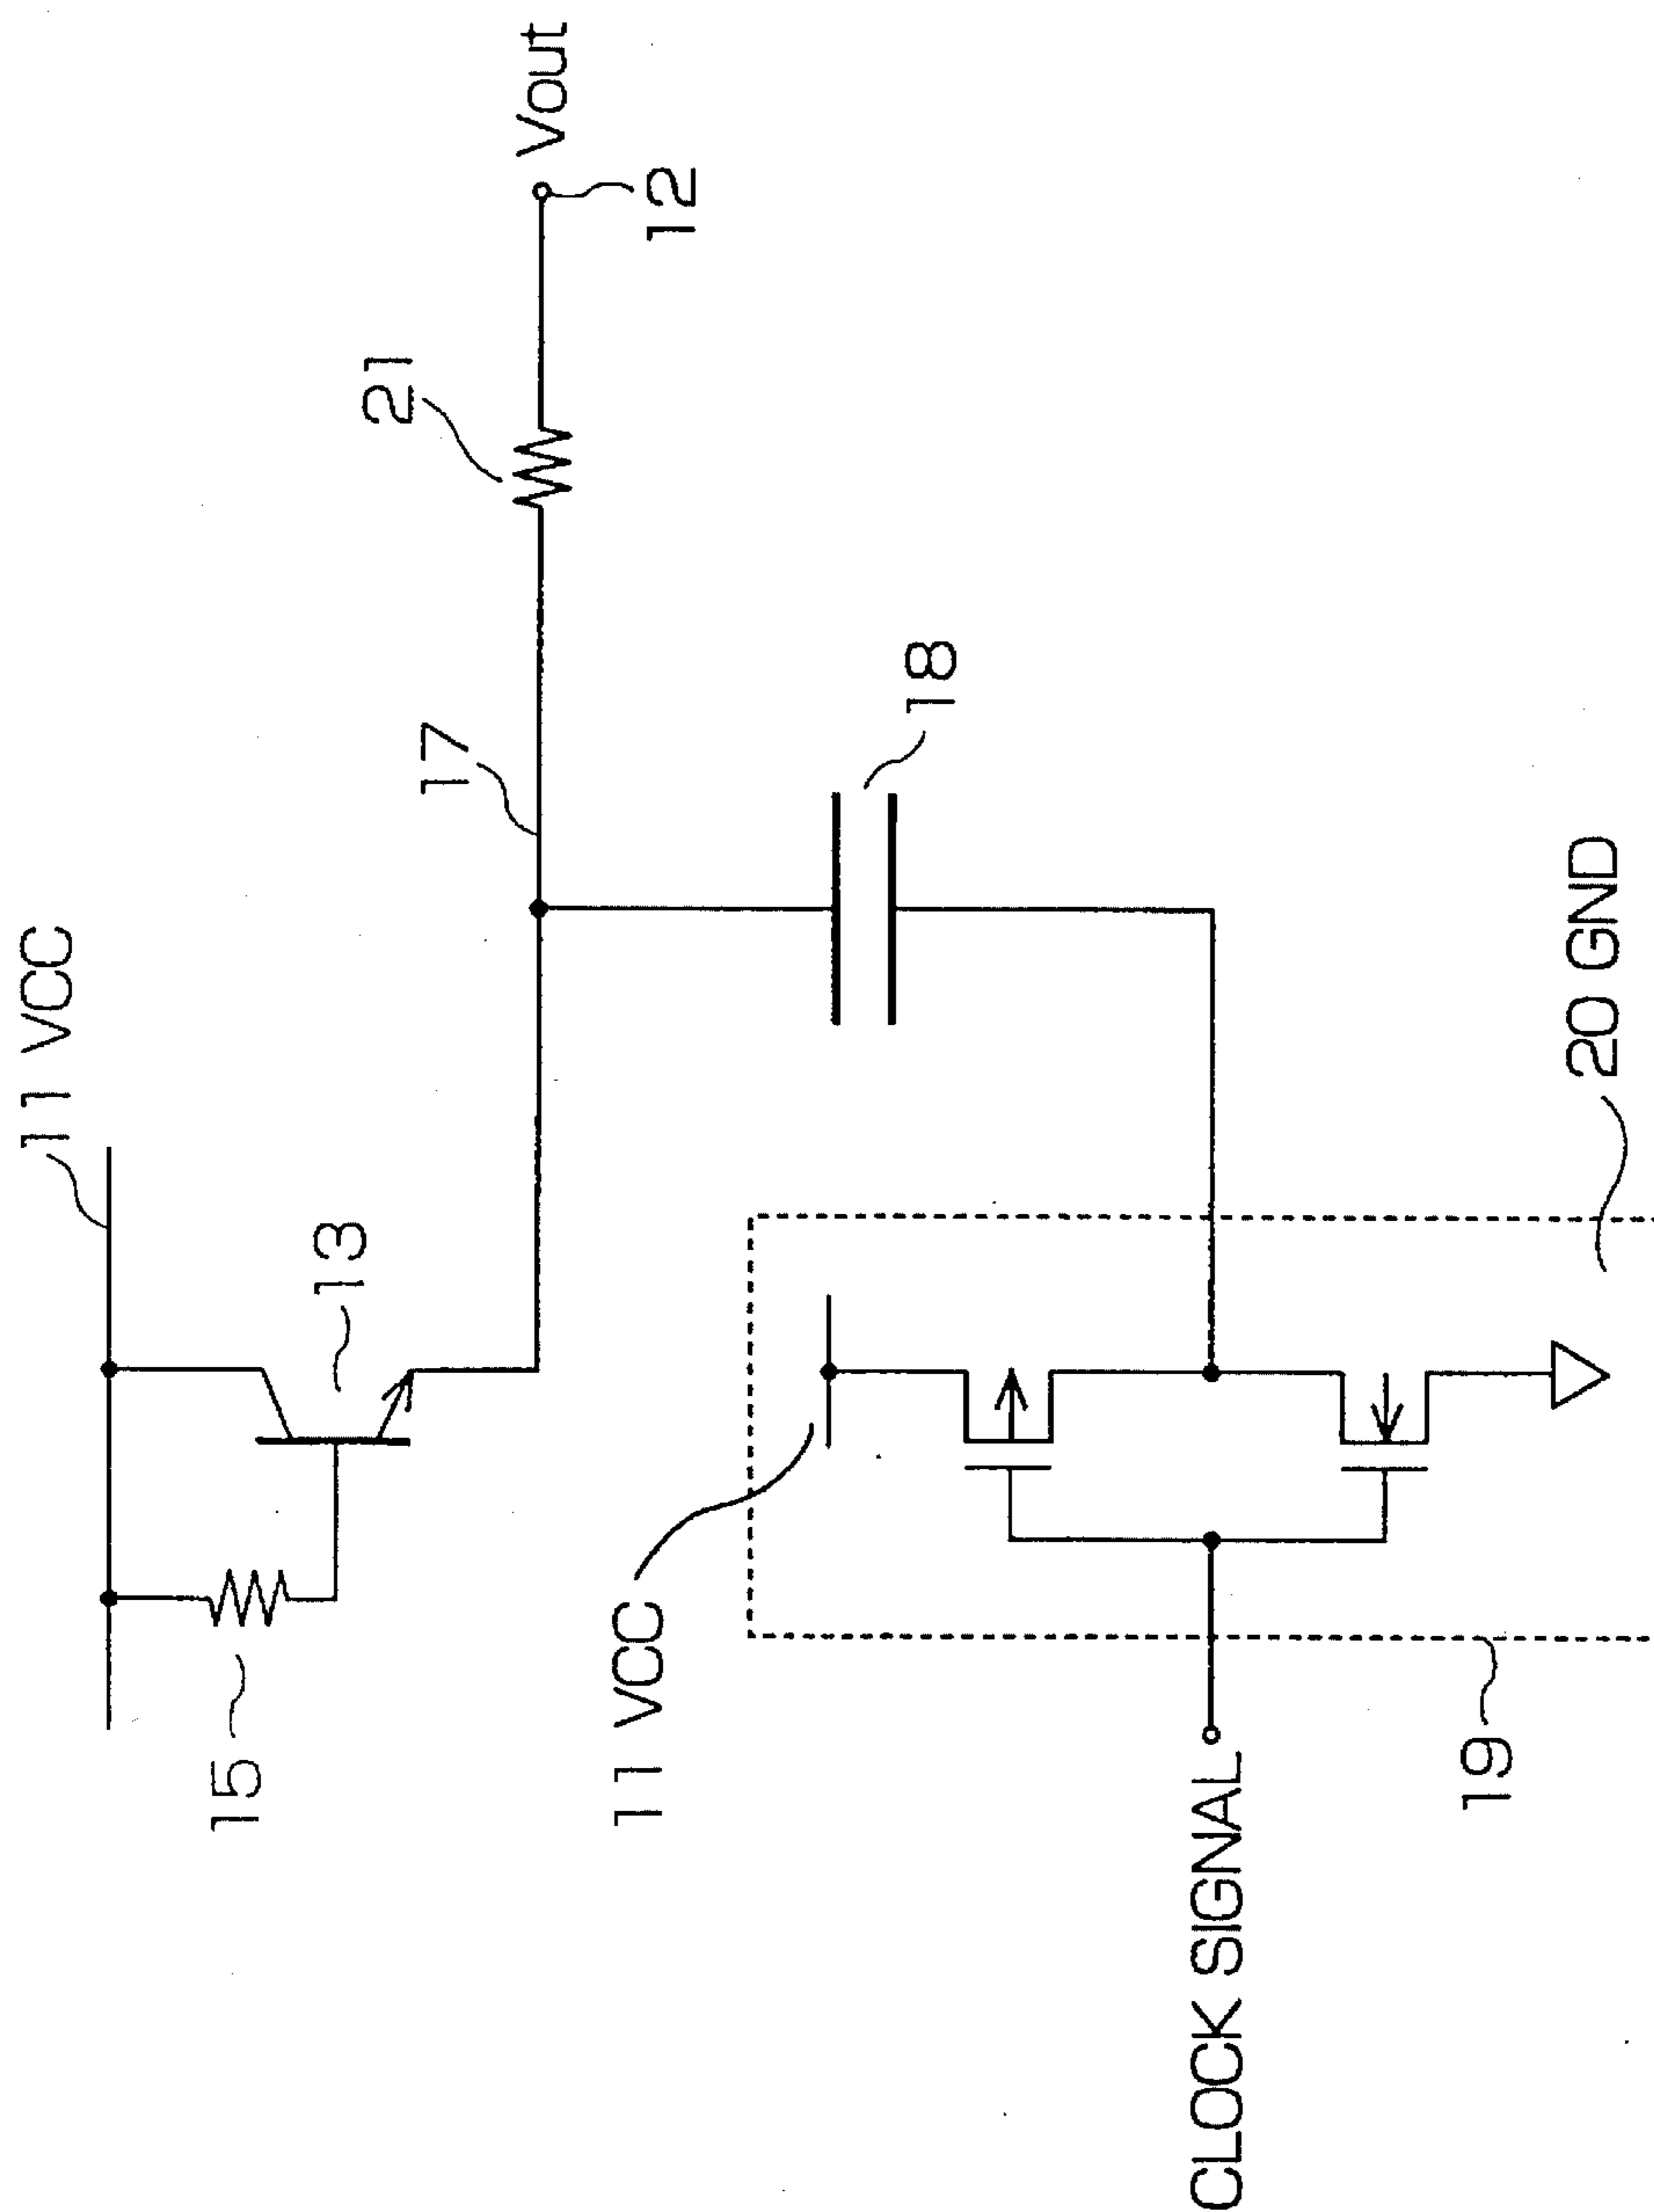 11 VCC
15
13
17
21
Vout
12
11 VCC
18
CLOCK SIGNAL
19
20 GND